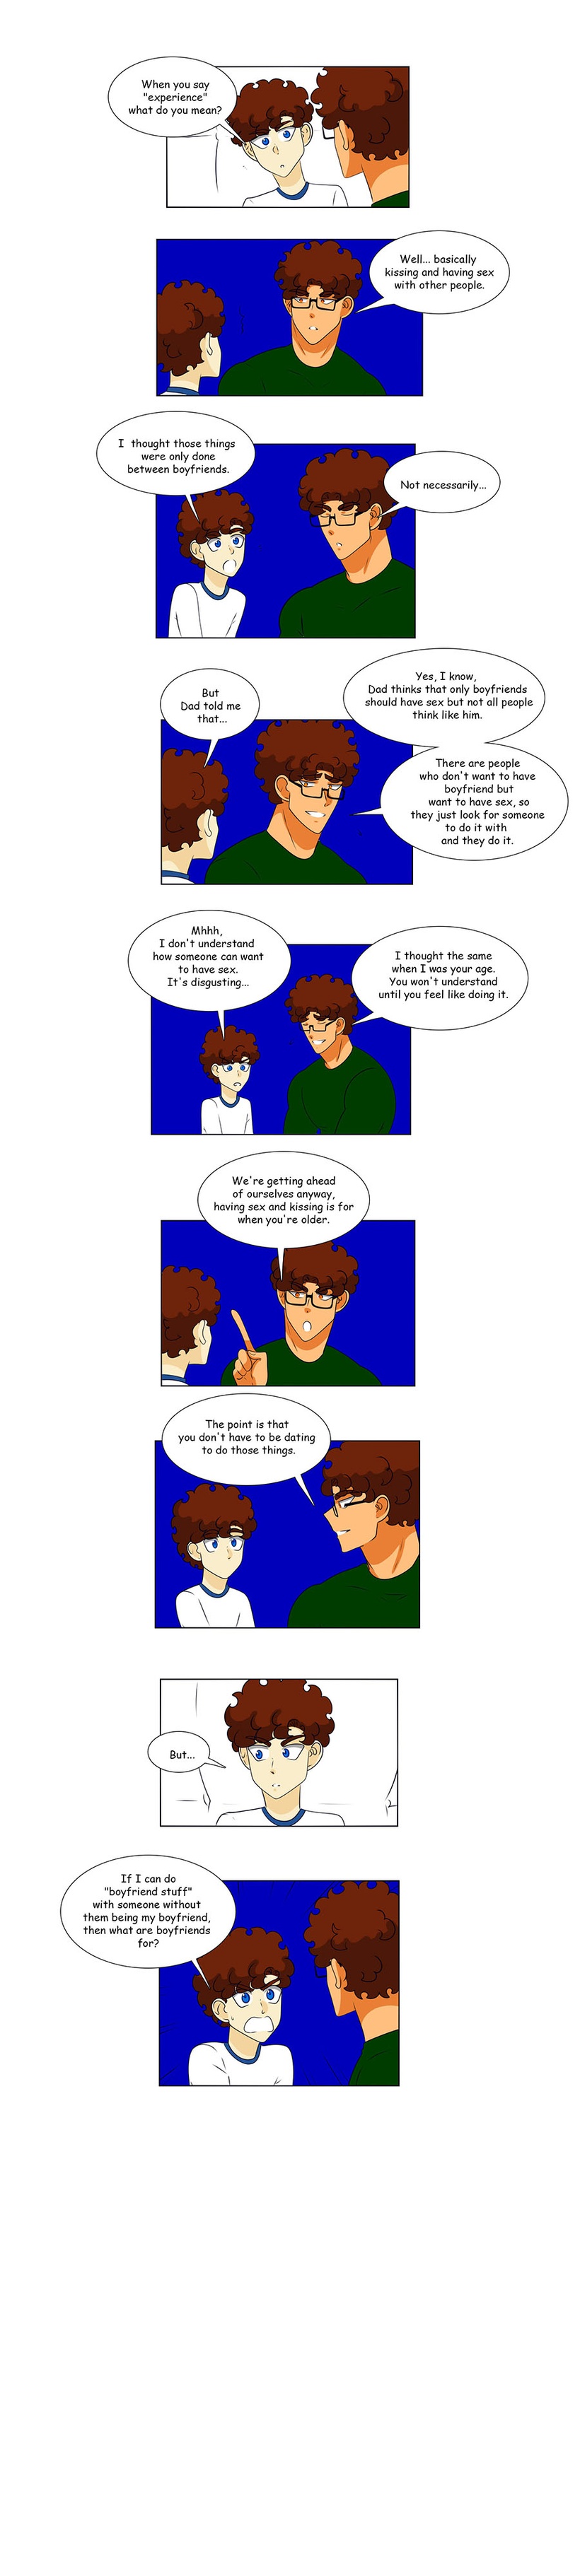 When you say
"experience"
what do you mean?
Well... basically
kissing and having sex
with other people.
I thought those things
were only done
between boyfriends.
Not necessarily...
But
Dad told me
that...
Yes, I know,
Dad thinks that only boyfriends
should have sex but not all people
think like him.
There are people
who don't want to have
boyfriend but
want to have sex, so
they just look for someone
to do it with
and they do it.
Mhhh,
I don't understand
how someone can want
to have sex.
It's disgusting...
I thought the same
when I was your age.
You won't understand
until you feel like doing it.
We're getting ahead
of ourselves anyway,
having sex and kissing is for
when you're older.
The point is that
you don't have to be dating
to do those things.
But...
If I can do
"boyfriend stuff"
with someone without
them being my boyfriend,
then what are boyfriends
for?